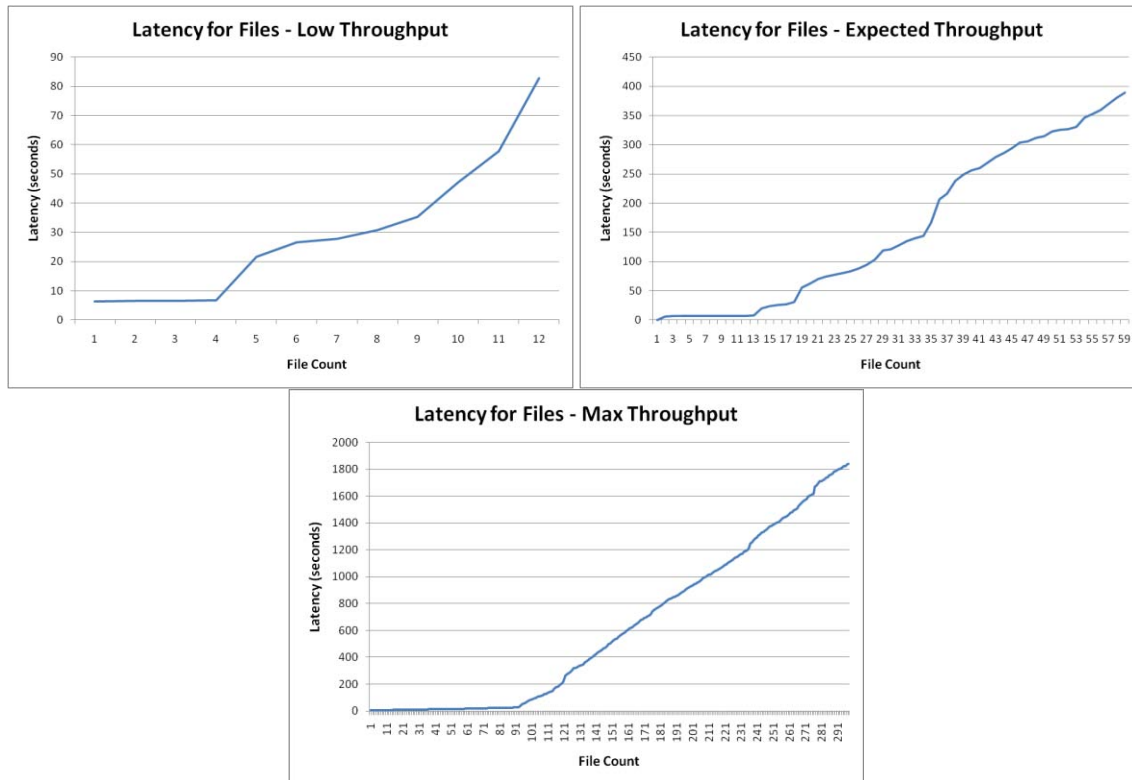 Latency for Files - Low Throughput
90
80
70
60
50
40
30
20
10
0
Latency (seconds)
1 2 3 4 5 6 7 8 9 10 11 12
File Count
Latency for Files - Expected Throughput
450
400
350
300
250
200
150
100
50
0
Latency (seconds)
1 3 5 7 9 11 13 15 17 19 21 23 25 27 29 31 33 35 37 39 41 43 45 47 49 51 53 55 57 59
File Count
Latency for Files - Max Throughput
2000
1800
1600
1400
1200
1000
800
600
400
200
0
Latency (seconds)
1 11 21 31 41 51 61 71 81 91 101 111 121 131 141 151 161 171 181 191 201 211 221 231 241 251 261 271 281 291
File Count